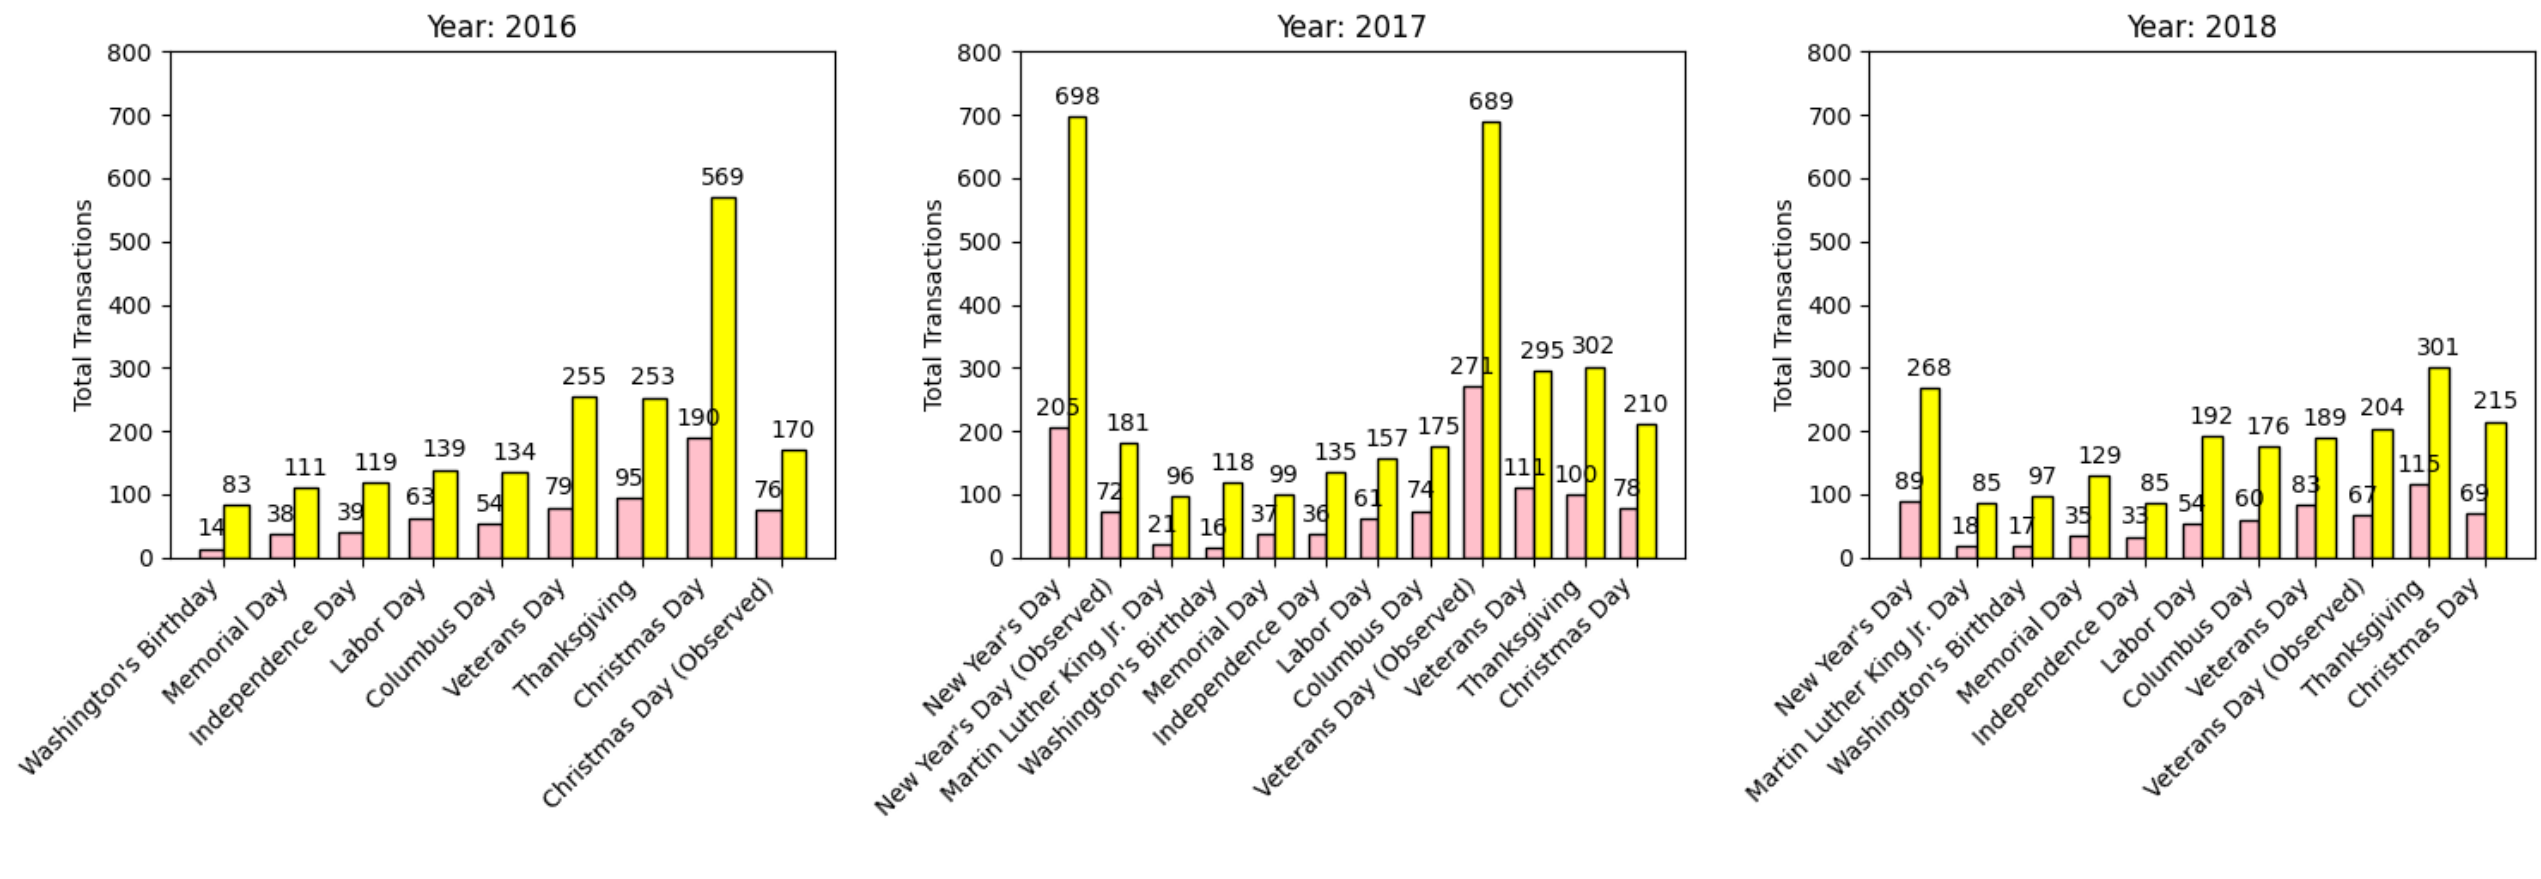 Year: 2016
Total Transactions
800
700
600
500
400
300
200
100
0
14
83
38
111
39
119
63
139
54
134
79
255
95
253
190
569
76
170
Washington's Birthday
Memorial Day
Independence Day
Labor Day
Columbus Day
Veterans Day
Thanksgiving
Christmas Day
Christmas Day (Observed)
Year: 2017
Total Transactions
800
700
600
500
400
300
200
100
0
205
698
72
181
21
96
16
118
37
99
36
135
61
157
74
175
271
689
111
295
100
302
78
210
New Year's Day
New Year's Day (Observed)
Martin Luther King Jr. Day
Washington's Birthday
Memorial Day
Independence Day
Labor Day
Columbus Day
Veterans Day (Observed)
Veterans Day
Thanksgiving
Christmas Day
Year: 2018
Total Transactions
800
700
600
500
400
300
200
100
0
89
268
18
85
17
97
35
129
33
85
54
192
60
176
83
189
67
204
115
301
69
215
New Year's Day
Martin Luther King Jr. Day
Washington's Birthday
Memorial Day
Independence Day
Labor Day
Columbus Day
Veterans Day
Veterans Day (Observed)
Thanksgiving
Christmas Day